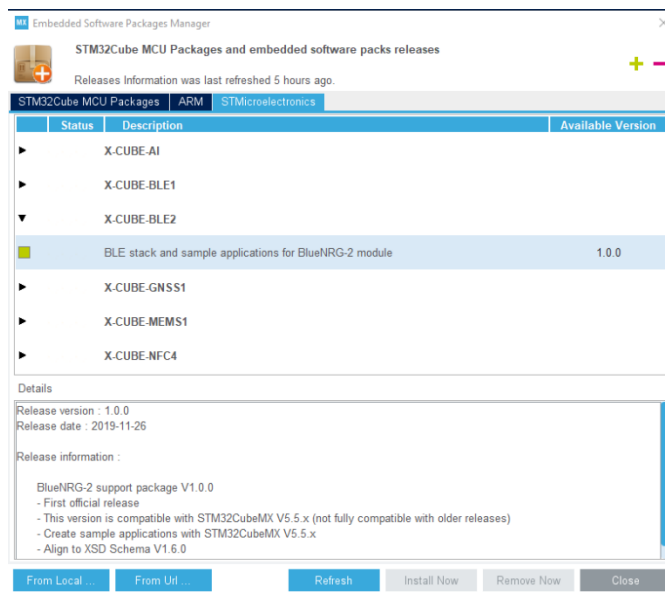 MX Embedded Software Packages Manager
STM32Cube MCU Packages and embedded software packs releases
Releases Information was last refreshed 5 hours ago.
STM32Cube MCU Packages ARM STMicroelectronics
Status Description Available Version
X-CUBE-AI
X-CUBE-BLE1
X-CUBE-BLE2
BLE stack and sample applications for BlueNRG-2 module 1.0.0
X-CUBE-GNSS1
X-CUBE-MEMS1
X-CUBE-NFC4
Details
Release version : 1.0.0
Release date : 2019-11-26
Release information :
BlueNRG-2 support package V1.0.0
- First official release
- This version is compatible with STM32CubeMX V5.5.x (not fully compatible with older releases)
- Create sample applications with STM32CubeMX V5.5.x
- Align to XSD Schema V1.6.0
From Local ... From Url ... Refresh Install Now Remove Now Close